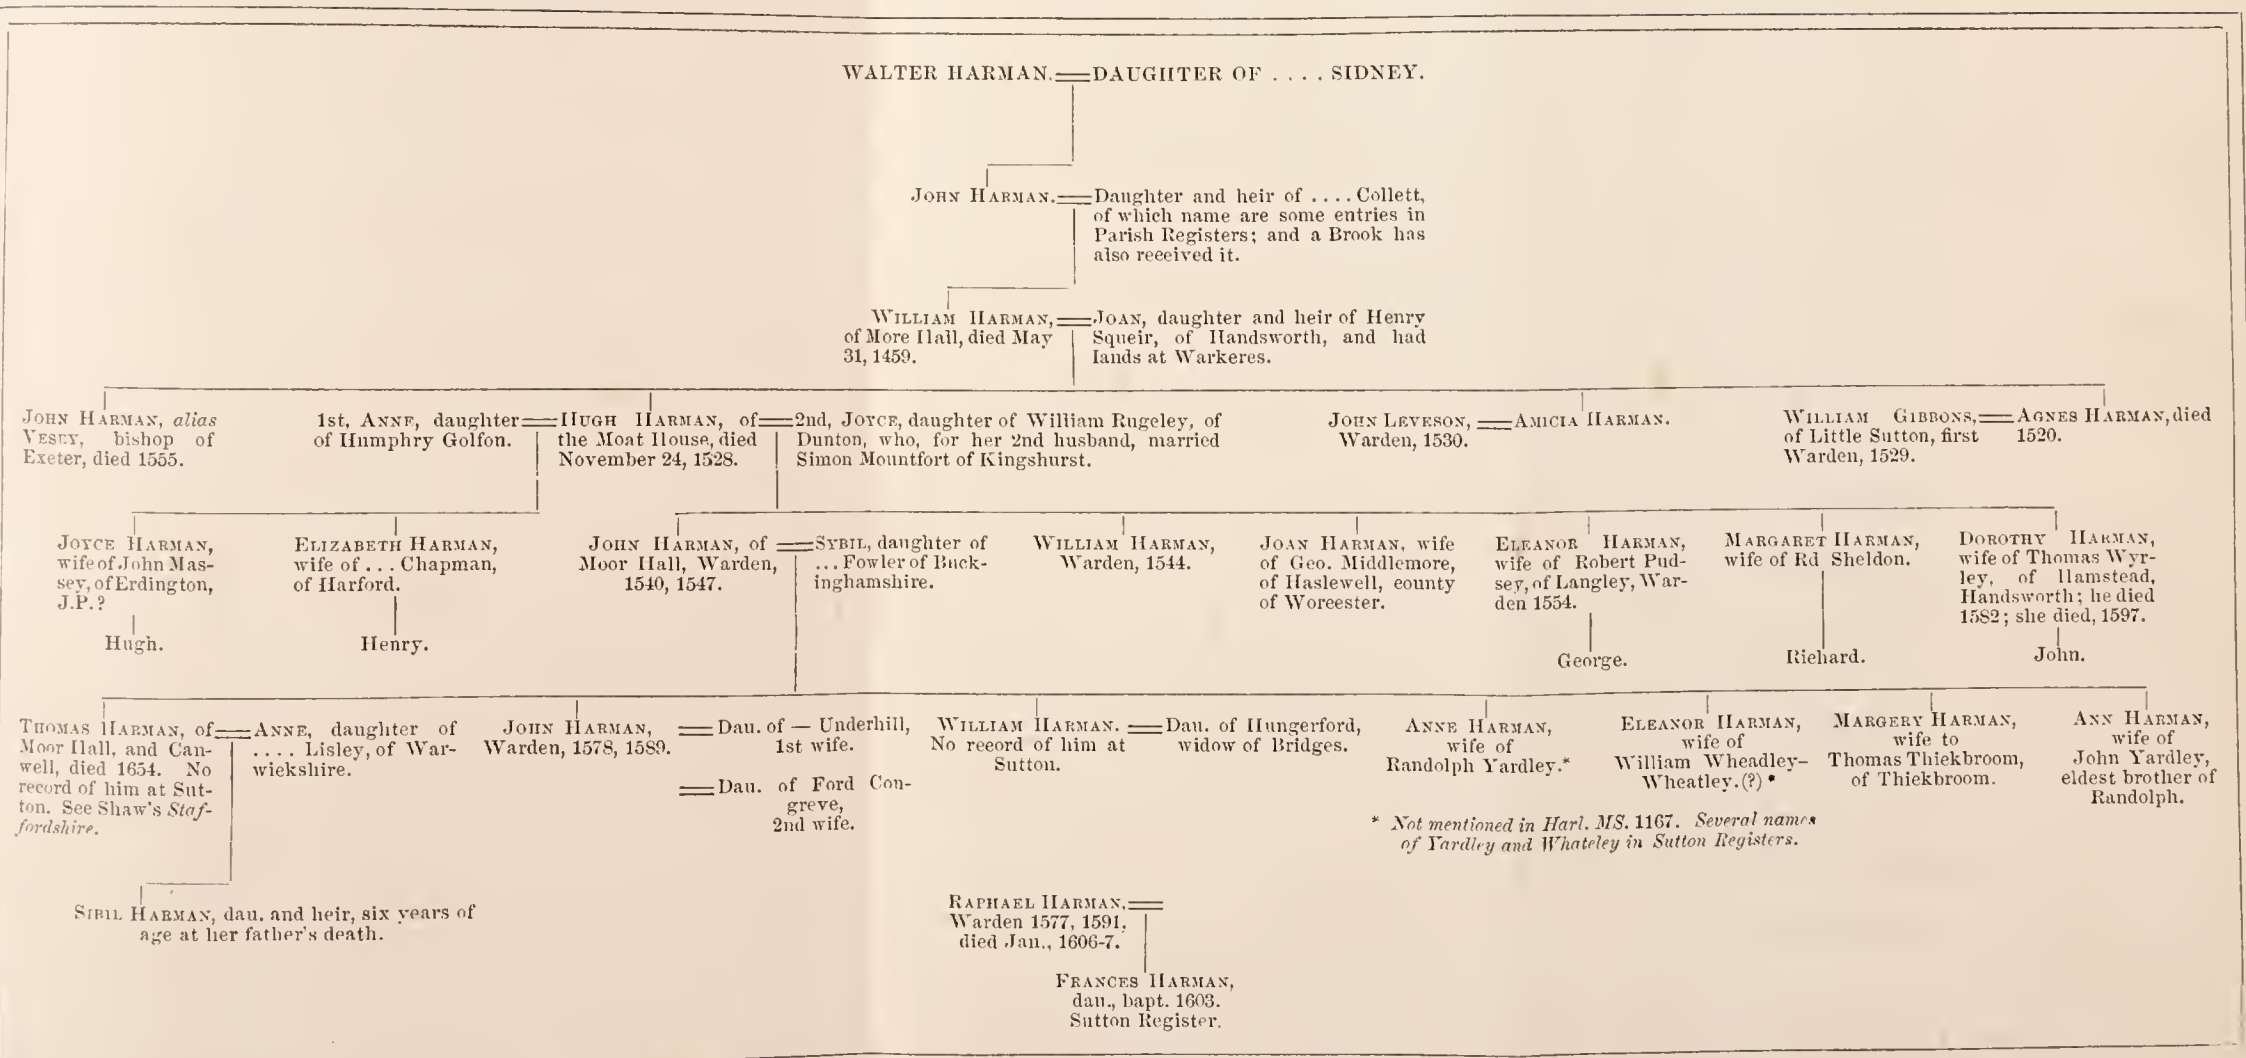 WALTER HARMAN.
DAUGHTER OF .... SIDNEY.
JOHN HARMAN.
Daughter and heir of .... Collett,
of which name are some entries in
Parish Registers; and a Brook has
also received it.
WILLIAM HARMAN,
of More Hall, died May
31, 1459.
JOAN, daughter and heir of Henry
Squeir, of Handsworth, and had
lands at Warkeres.
JOHN HARMAN, alias
VESEY, bishop of
Exeter, died 1555.
1st, ANNE, daughter
of Humphry Golfon.
HUGH HARMAN, of
the Moat House, died
November 24, 1528.
2nd, JOYCE, daughter of William Rugeley, of
Dunton, who, for her 2nd husband, married
Simon Mountfort of Kingshurst.
JOHN LEVESON,
Warden, 1530.
AMICIA HARMAN.
WILLIAM GIBBONS,
of Little Sutton, first
Warden, 1529.
AGNES HARMAN, died
1520.
JOYCE HARMAN,
wife of John Mas-
sey, of Erdington,
J.P.?
Hugh.
ELIZABETH HARMAN,
wife of ... Chapman,
of Harford.
Henry.
JOHN HARMAN, of
Moor Hall, Warden,
1540, 1547.
SYBIL, daughter of
... Fowler of Buck-
inghamshire.
WILLIAM HARMAN,
Warden, 1544.
JOAN HARMAN, wife
of Geo. Middlemore,
of Haslewell, county
of Worcester.
ELEANOR HARMAN,
wife of Robert Pud-
sey, of Langley, War-
den 1554.
George.
MARGARET HARMAN,
wife of Rd Sheldon.
Richard.
DOROTHY HARMAN,
wife of Thomas Wyr-
ley, of Hamstead,
Handsworth; he died
1582; she died, 1597.
John.
THOMAS HARMAN, of
Moor Hall, and Can-
well, died 1654. No
record of him at Sut-
ton. See Shaw's Staf-
fordshire.
ANNE, daughter of
.... Lisley, of War-
wickshire.
JOHN HARMAN,
Warden, 1578, 1589.
Dau. of — Underhill,
1st wife.
Dau. of Ford Con-
greve,
2nd wife.
WILLIAM HARMAN.
No record of him at
Sutton.
Dau. of Hungerford,
widow of Bridges.
ANNE HARMAN,
wife of
Randolph Yardley.*
ELEANOR HARMAN,
wife of
William Wheadley–
Wheatley.(?) *
MARGERY HARMAN,
wife to
Thomas Thickbroom,
of Thickbroom.
ANN HARMAN,
wife of
John Yardley,
eldest brother of
Randolph.
* Not mentioned in Harl. MS. 1167. Several names
of Yardley and Whateley in Sutton Registers.
SIBIL HARMAN, dau. and heir, six years of
age at her father's death.
RAPHAEL HARMAN,
Warden 1577, 1591,
died Jan., 1606-7.
FRANCES HARMAN,
dau., bapt. 1603.
Sutton Register.